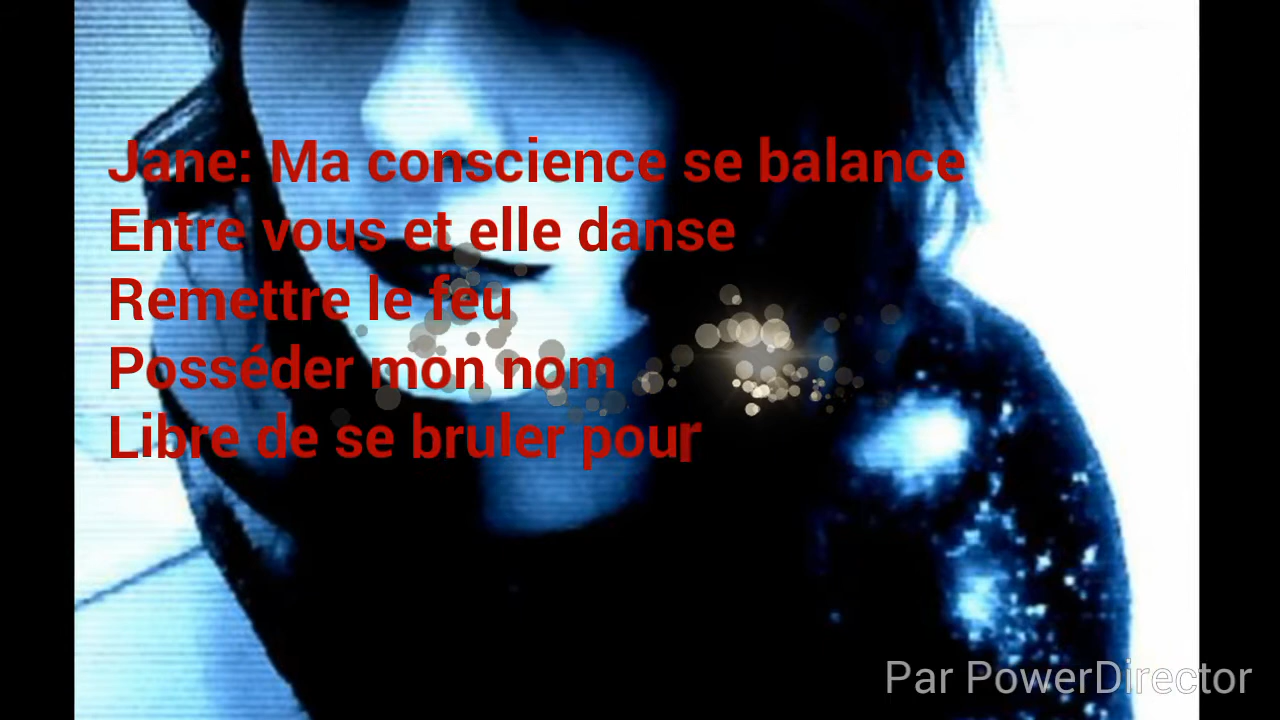 Jane: Ma conscience se balance
Entre vous et elle danse
Remettre le feu
Posséder mon nom
Libre de se bruler pour
Par PowerDirector